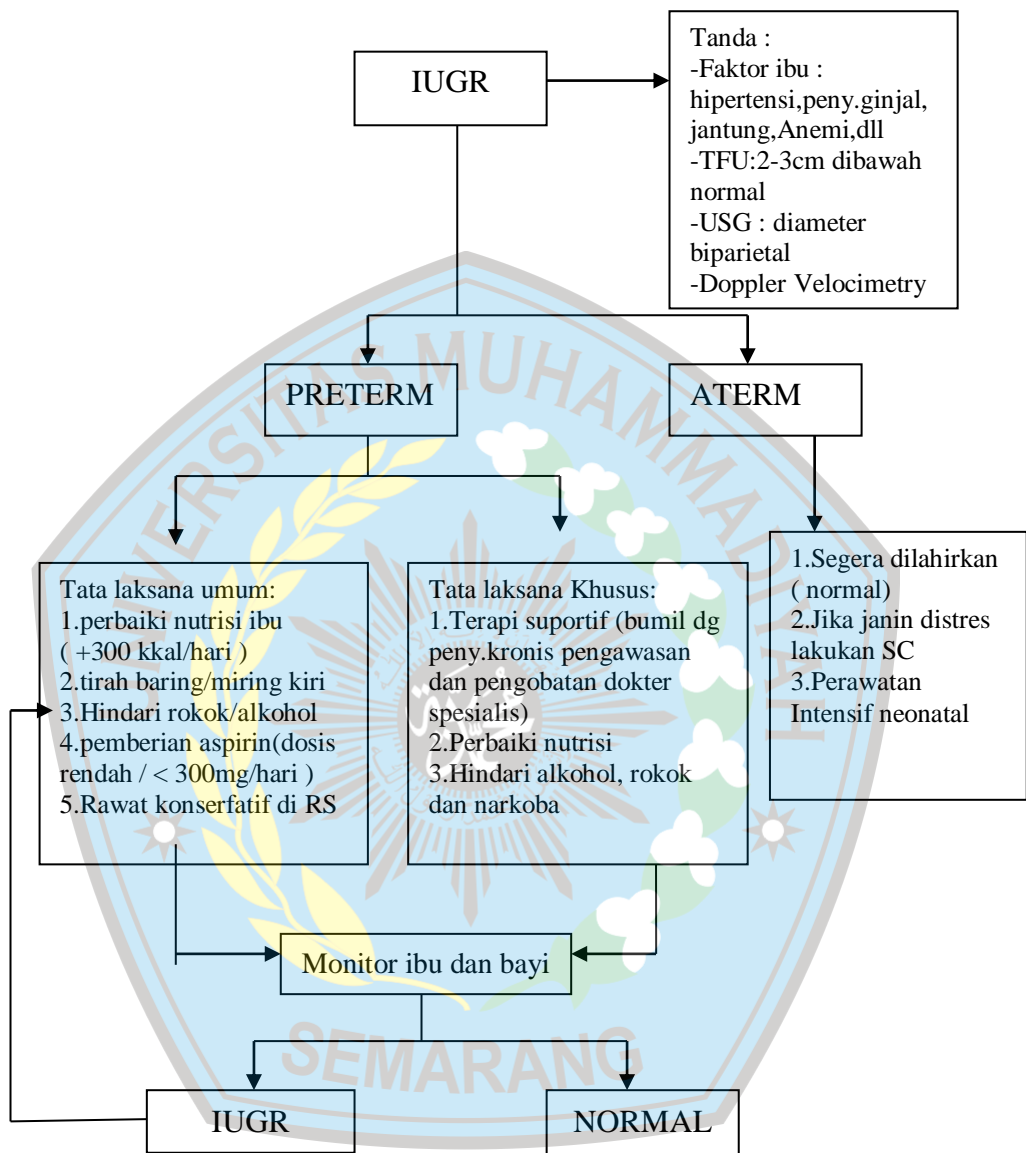 IUGR
Tanda :
-Faktor ibu :
hipertensi,peny.ginjal,
jantung,Anemi,dll
-TFU:2-3cm dibawah
normal
-USG : diameter
biparietal
-Doppler Velocimetry
UNIVERSITAS MUHAMMADIYAH
PRETERM
ATERM
Tata laksana umum:
1.perbaiki nutrisi ibu
( +300 kkal/hari )
2.tirah baring/miring kiri
3.Hindari rokok/alkohol
4.pemberian aspirin(dosis
rendah / < 300mg/hari )
5.Rawat konserfatif di RS
Tata laksana Khusus:
1.Terapi suportif (bumil dg
peny.kronis pengawasan
dan pengobatan dokter
spesialis)
2.Perbaiki nutrisi
3.Hindari alkohol, rokok
dan narkoba
1.Segera dilahirkan
( normal)
2.Jika janin distres
lakukan SC
3.Perawatan
Intensif neonatal
Monitor ibu dan bayi
SEMARANG
IUGR
NORMAL